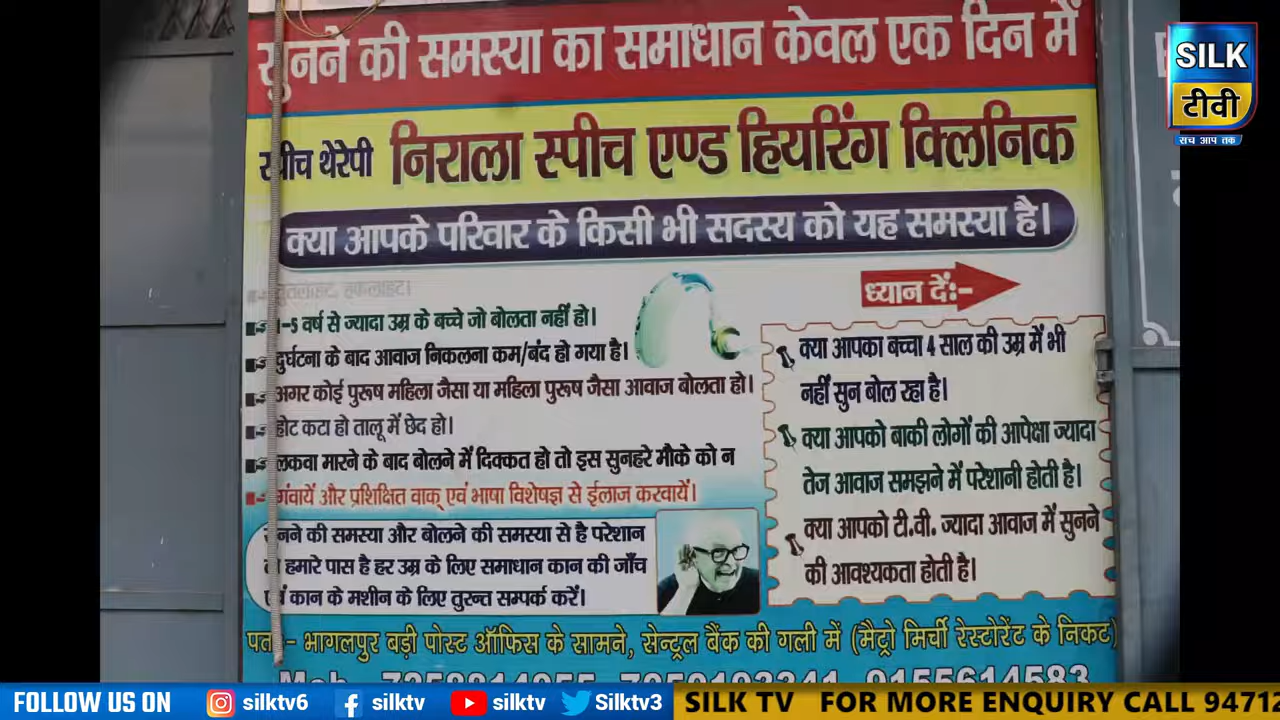 सुनने की समस्या का समाधान केवल एक दिन में
स्पीच थेरेपी निराला स्पीच एण्ड हियरिंग क्लिनिक
क्या आपके परिवार के किसी भी सदस्य को यह समस्या है।
1-5 वर्ष से ज्यादा उम्र के बच्चे जो बोलता नहीं हो।
दुर्घटना के बाद आवाज निकलना कम/बंद हो गया है।
अगर कोई पुरूष महिला जैसा या महिला पुरूष जैसा आवाज बोलता हो।
होट कटा हो तालू में छेद हो।
लकवा मारने के बाद बोलने में दिक्कत हो तो इस सुनहरे मौके को न
गंवायें और प्रशिक्षित वाक् एवं भाषा विशेषज्ञ से ईलाज करवायें।
सुनने की समस्या और बोलने की समस्या से है परेशान
हमारे पास है हर उम्र के लिए समाधान कान की जाँच
एवं कान के मशीन के लिए तुरन्त सम्पर्क करें।
ध्यान दें:-
क्या आपका बच्चा 4 साल की उम्र में भी
नहीं सुन बोल रहा है।
क्या आपको बाकी लोगों की आपेक्षा ज्यादा
तेज आवाज समझने में परेशानी होती है।
क्या आपको टी.वी. ज्यादा आवाज में सुनने
की आवश्यकता होती है।
पता:- भागलपुर बड़ी पोस्ट ऑफिस के सामने, सेन्ट्रल बैंक की गली में (मैट्रो मिर्ची रेस्टोरेंट के निकट)
SILK
टीवी
सच आप तक
FOLLOW US ON silktv6 silktv silktv Silktv3 SILK TV FOR MORE ENQUIRY CALL 9471